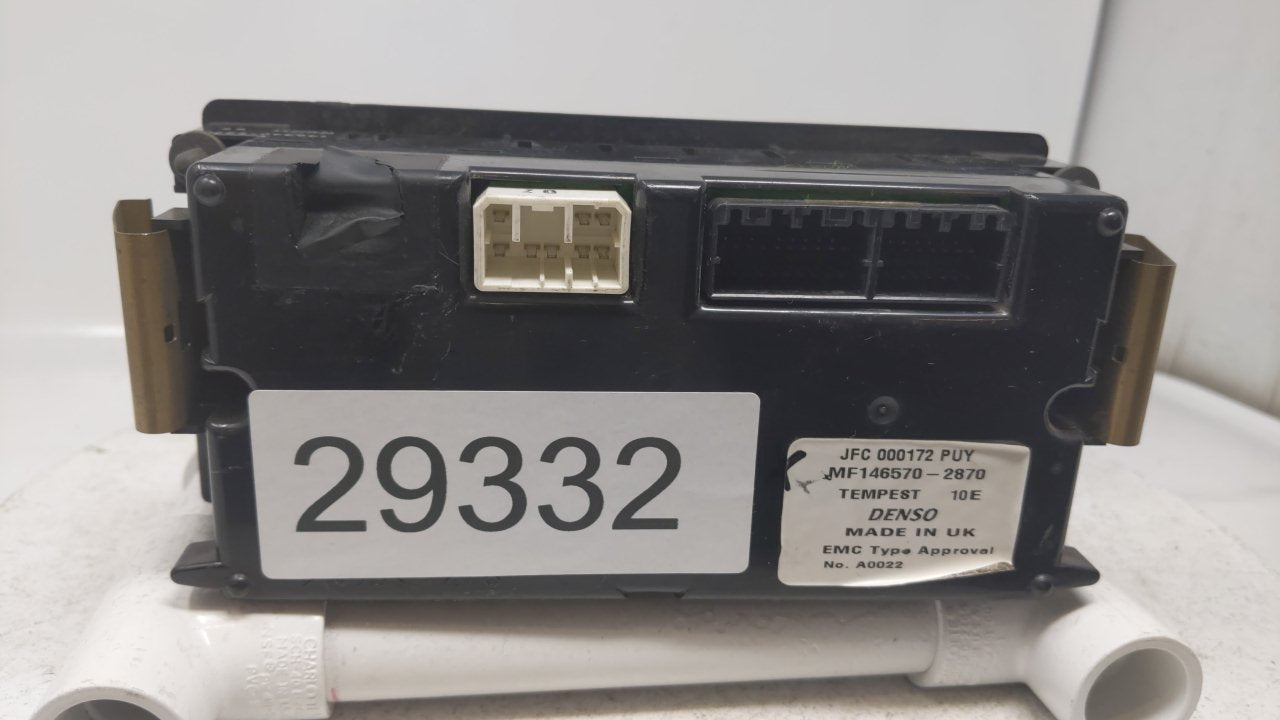 29332
JFC 000172 PUY
MF146570-2870
TEMPEST 10E
DENSO
MADE IN UK
EMC Type Approval
No. A0022